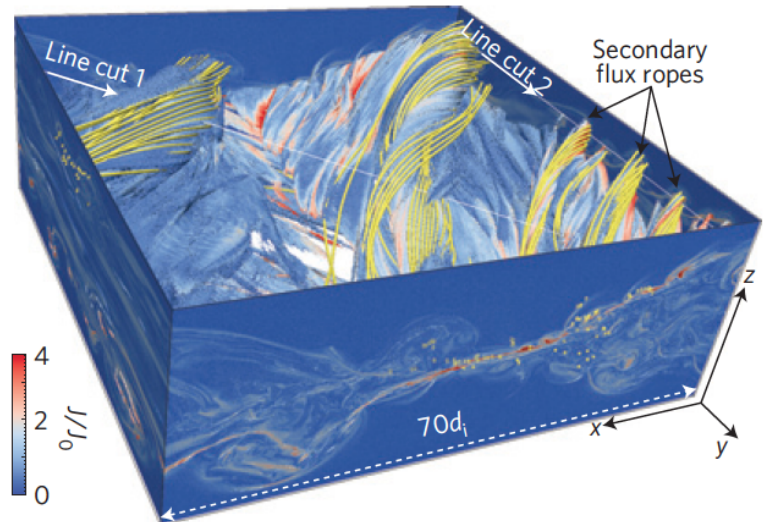 Line cut 1
Line cut 2
Secondary
flux ropes
4
2
0
J/J0
70di
x
y
z